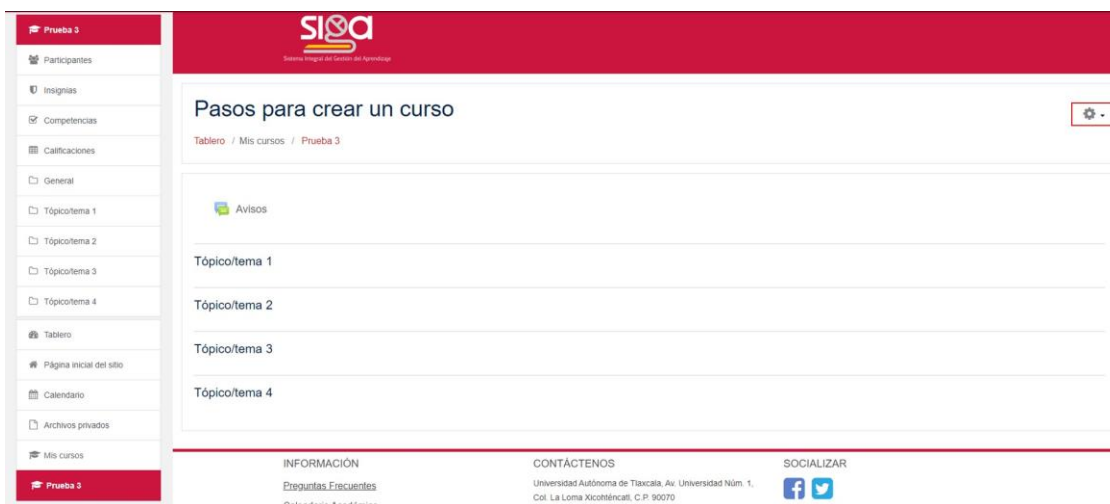 Prueba 3
Participantes
Insignias
Competencias
Calificaciones
General
Tópico/tema 1
Tópico/tema 2
Tópico/tema 3
Tópico/tema 4
Tablero
Página inicial del sitio
Calendario
Archivos privados
Mis cursos
Prueba 3
SIGA
Sistema Integral del Gestión del Aprendizaje
Pasos para crear un curso
Tablero / Mis cursos / Prueba 3
Avisos
Tópico/tema 1
Tópico/tema 2
Tópico/tema 3
Tópico/tema 4
INFORMACIÓN
Preguntas Frecuentes
Calendario Académico
CONTÁCTENOS
Universidad Autónoma de Tlaxcala, Av. Universidad Núm. 1,
Col. La Loma Xicohténcatl, C.P. 90070
SOCIALIZAR